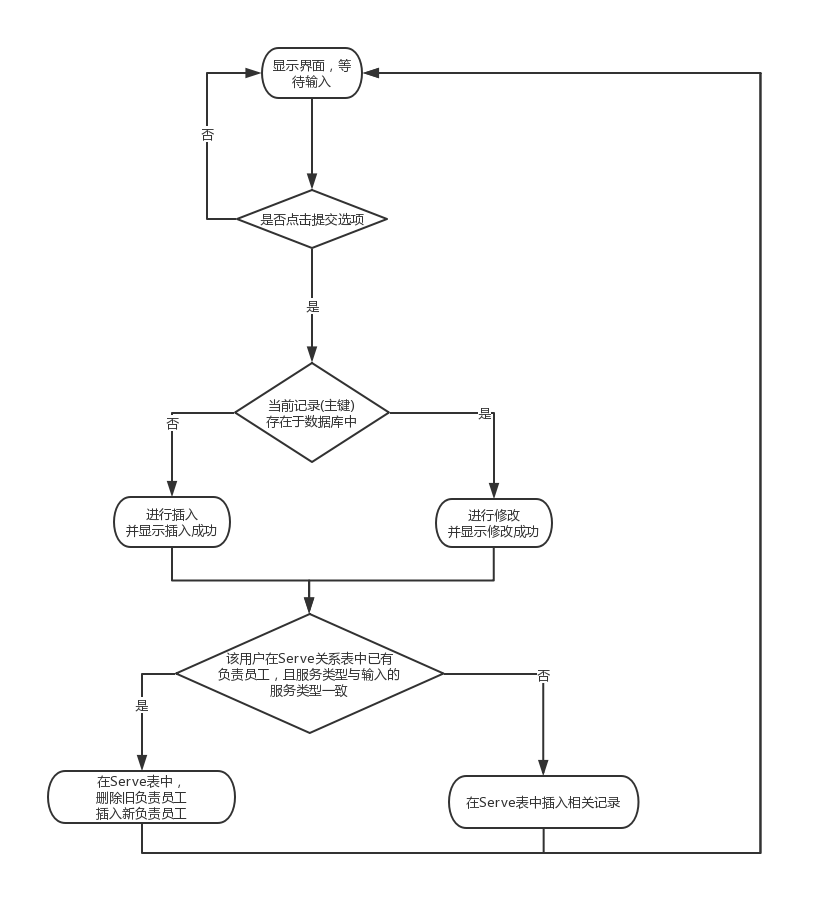 显示界面，等
待输入
否
是否点击提交选项
是
当前记录(主键)
存在于数据库中
否
是
进行插入
并显示插入成功
进行修改
并显示修改成功
该用户在Serve关系表中已有
负责员工，且服务类型与输入的
服务类型一致
是
否
在Serve表中，
删除旧负责员工
插入新负责员工
在Serve表中插入相关记录